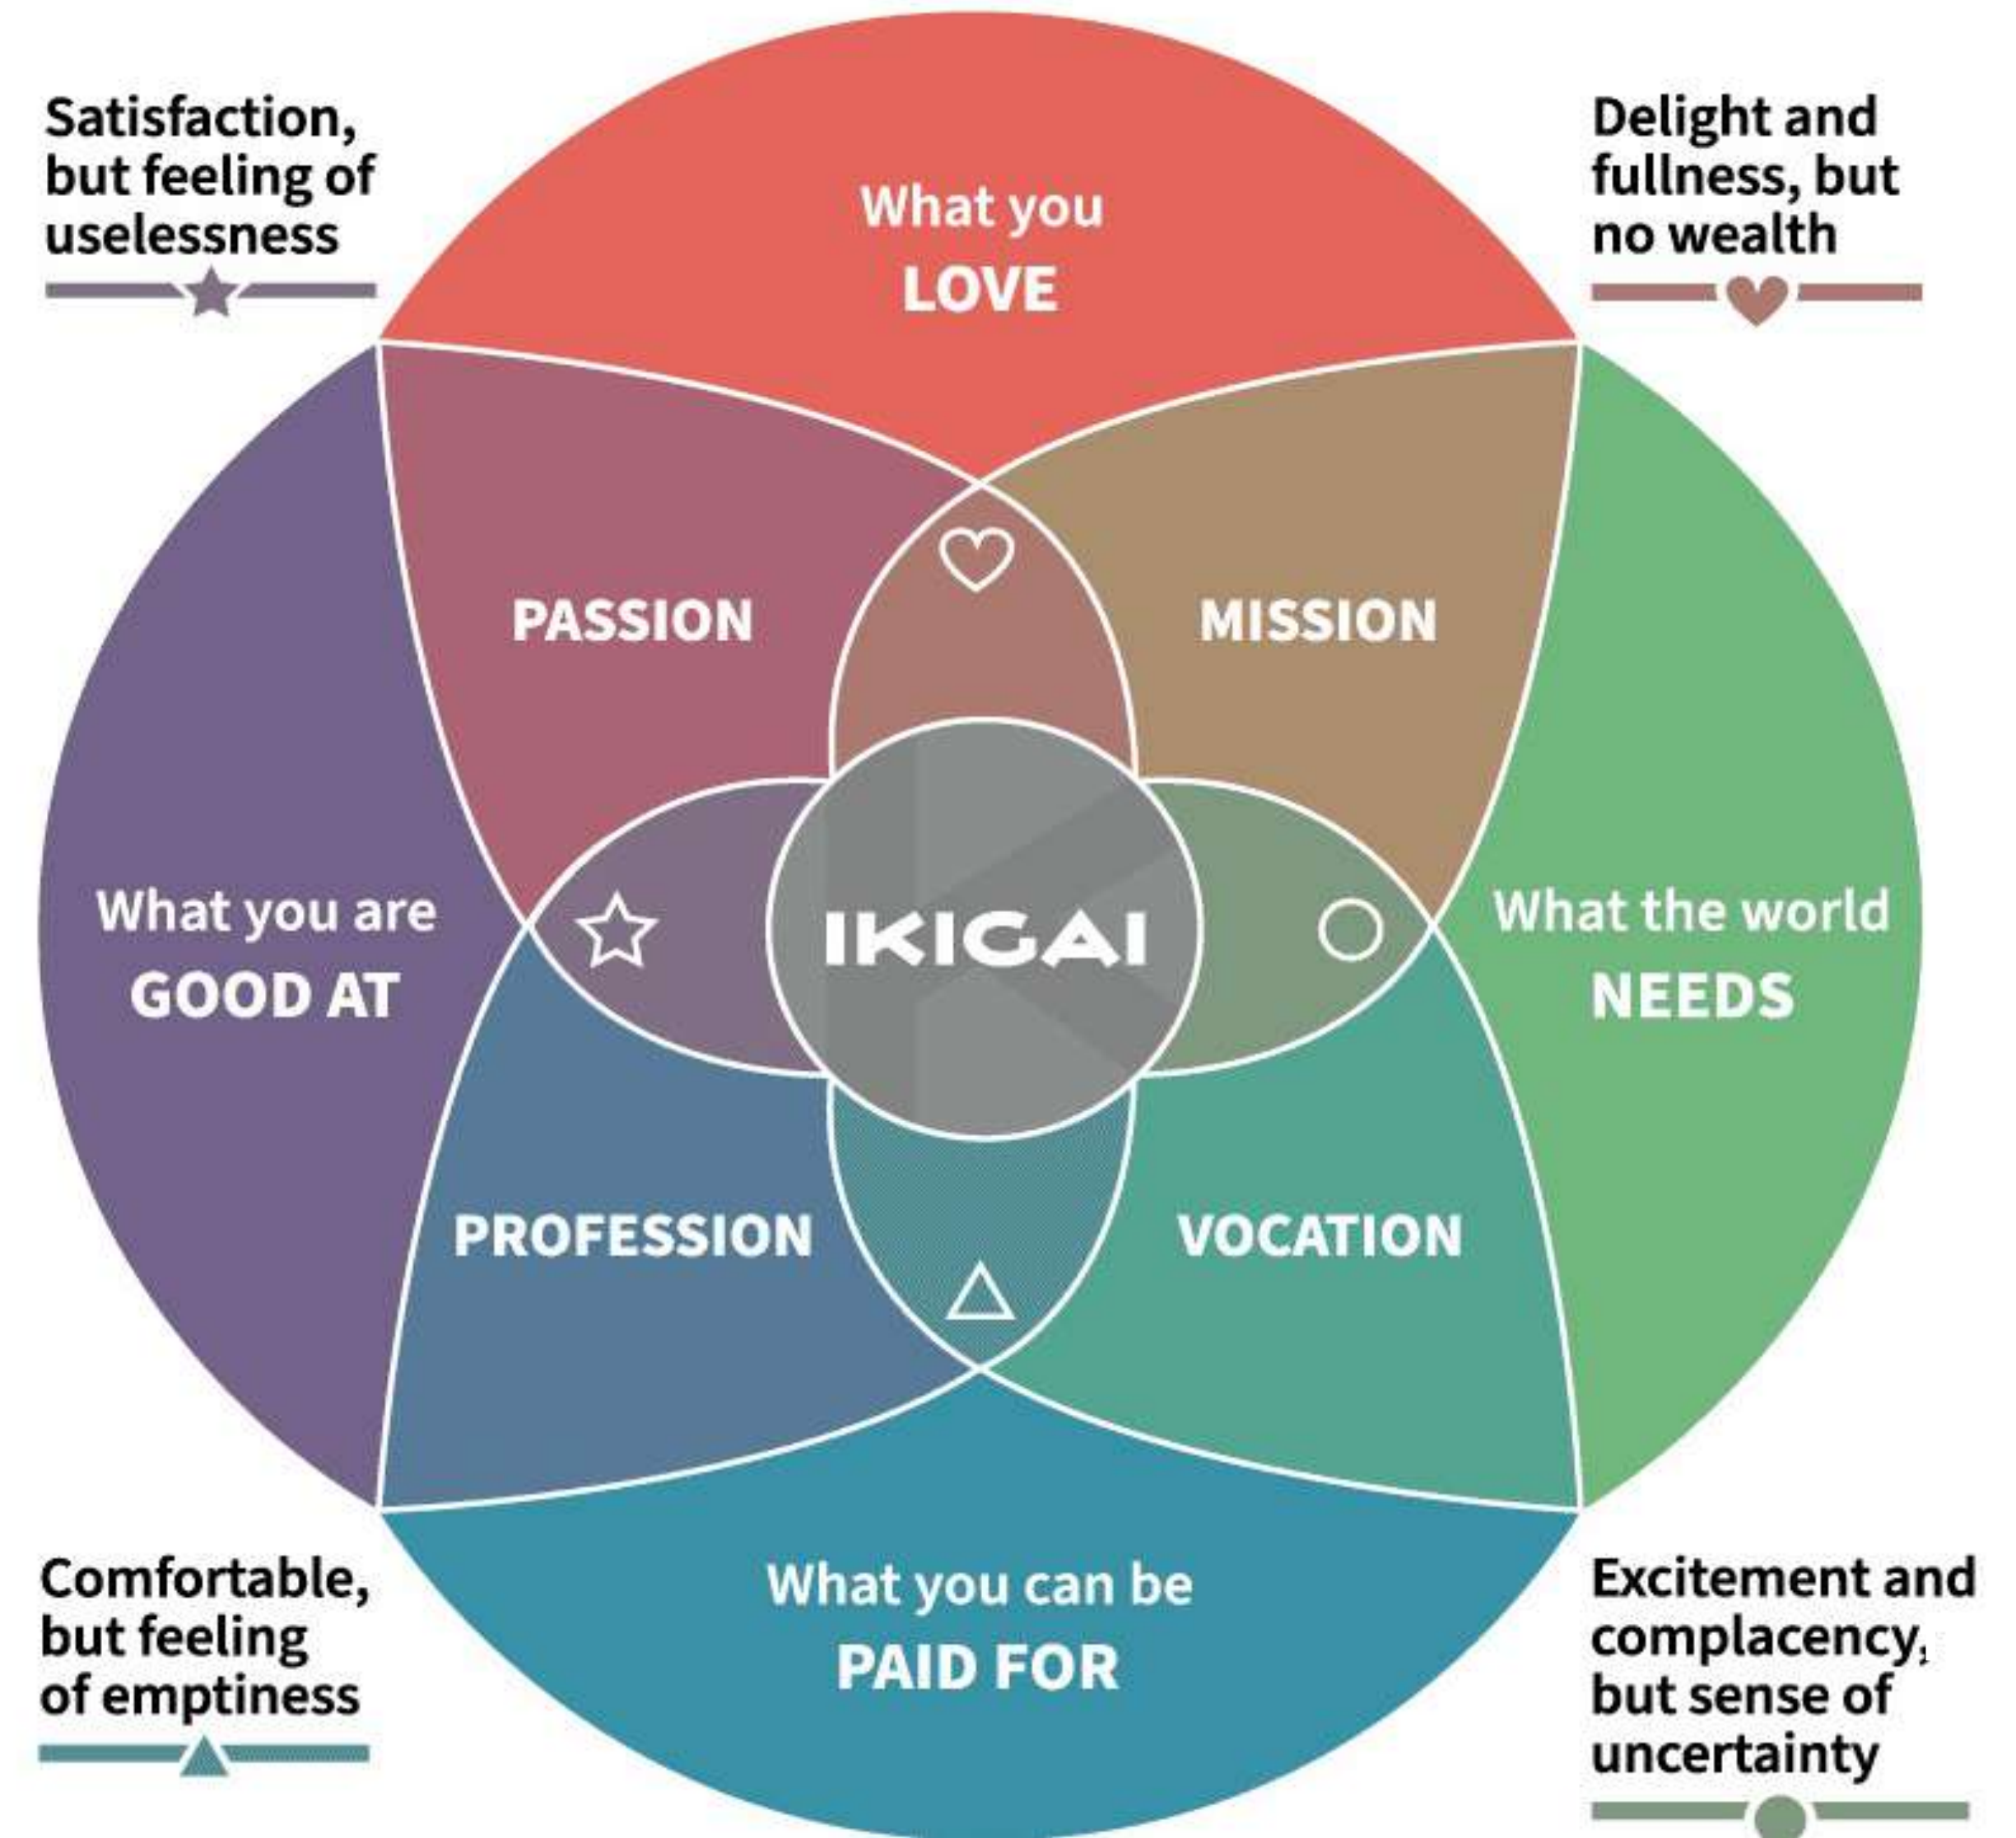 Satisfaction,
but feeling of
uselessness
Delight and
fullness, but
no wealth
What you
LOVE
PASSION
MISSION
What you are
GOOD AT
IKIGAI
What the world
NEEDS
PROFESSION
VOCATION
What you can be
PAID FOR
Comfortable,
but feeling
of emptiness
Excitement and
complacency,
but sense of
uncertainty